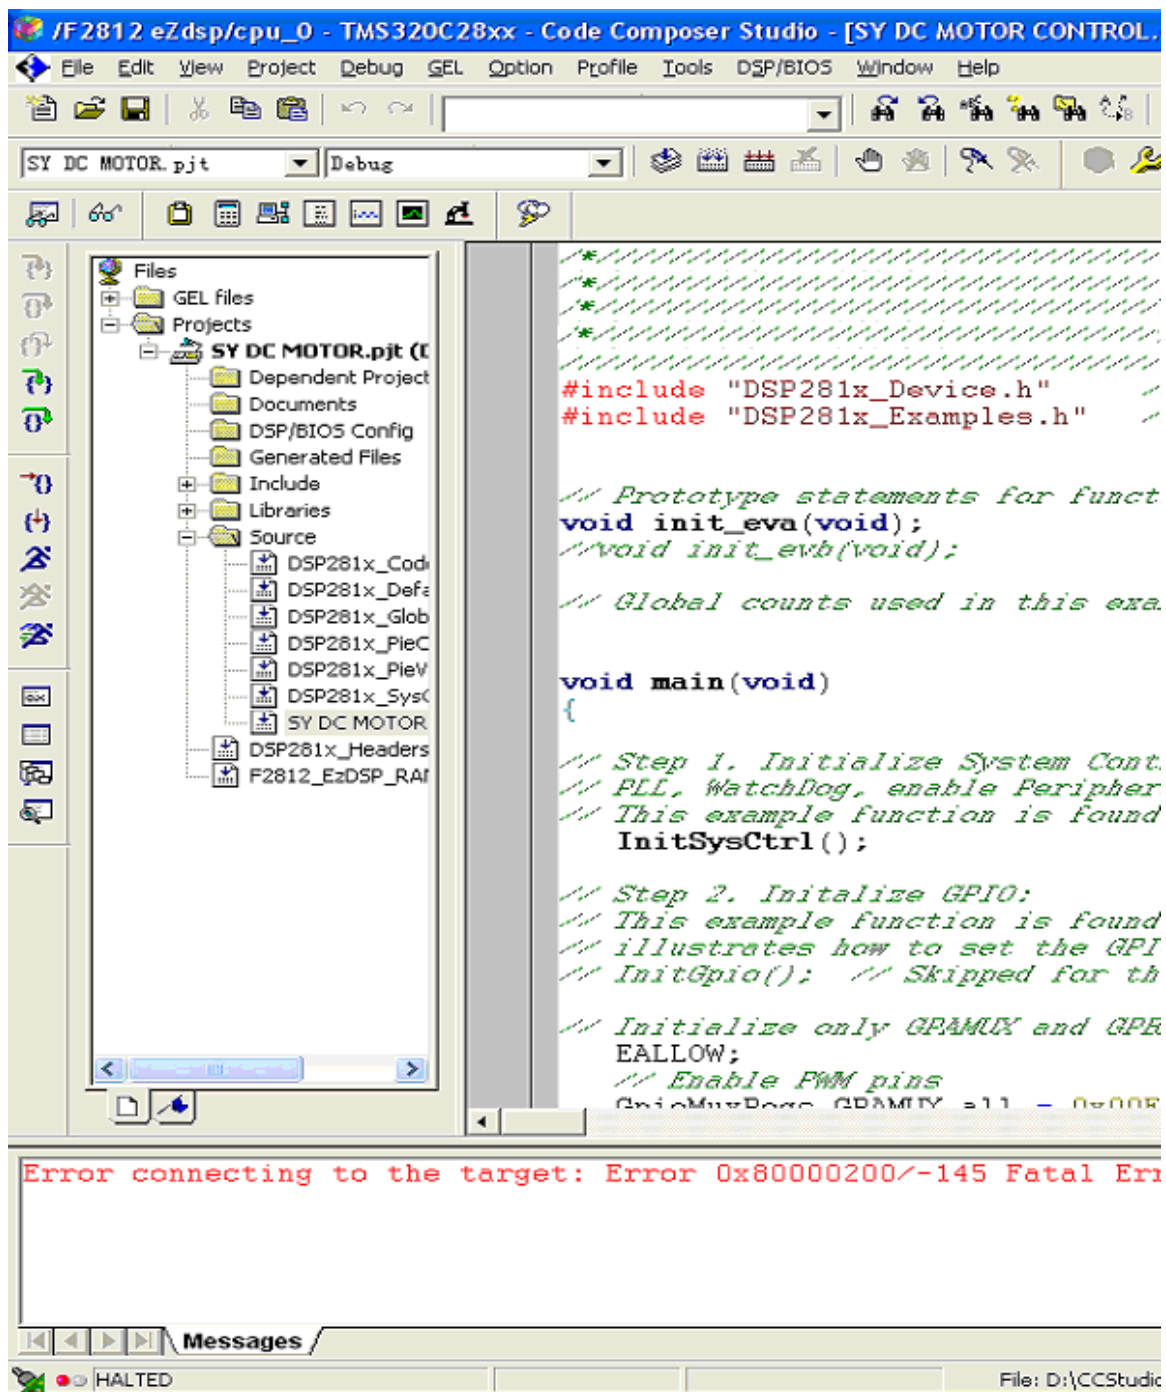 /F2812 eZdsp/cpu_0 - TMS320C28xx - Code Composer Studio - [SY DC MOTOR CONTROL.
File Edit View Project Debug GEL Option Profile Tools DSP/BIOS Window Help
SY DC MOTOR.pjt Debug
Files
GEL files
Projects
SY DC MOTOR.pjt (D
Dependent Project
Documents
DSP/BIOS Config
Generated Files
Include
Libraries
Source
DSP281x_Code
DSP281x_Defa
DSP281x_Glob
DSP281x_PieC
DSP281x_PieV
DSP281x_SysC
SY DC MOTOR
DSP281x_Headers
F2812_EzDSP_RAM
#include "DSP281x_Device.h"
#include "DSP281x_Examples.h"
// Prototype statements for funct
void init_eva(void);
//void init_evb(void);
// Global counts used in this exa
void main(void)
{
// Step 1. Initialize System Cont
// PLL, WatchDog, enable Peripher
// This example function is found
InitSysCtrl();
// Step 2. Initalize GPIO:
// This example function is found
// illustrates how to set the GPI
// InitGpio(); // Skipped for th
// Initialize only GPAMUX and GPB
EALLOW;
// Enable PWM pins
GpioMuxRegs.GPAMUX.all = 0x00F
Error connecting to the target: Error 0x80000200/-145 Fatal Err
Messages
HALTED File: D:\CCStudio